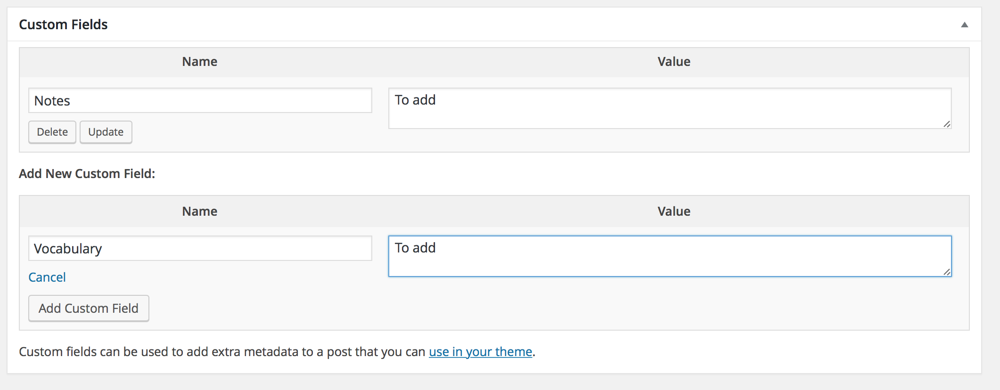 Custom Fields
Name Value
Notes To add
Delete Update
Add New Custom Field:
Name Value
Vocabulary To add
Cancel
Add Custom Field
Custom fields can be used to add extra metadata to a post that you can use in your theme.